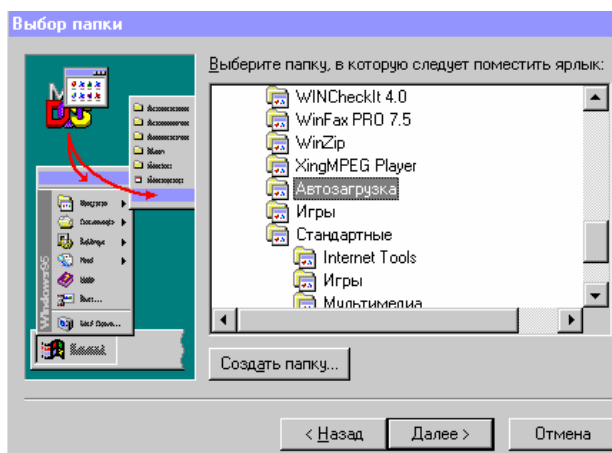 Выбор папки
Выберите папку, в которую следует поместить ярлык:
WINCheckIt 4.0
WinFax PRO 7.5
WinZip
XingMPEG Player
Автозагрузка
Игры
Стандартные
Internet Tools
Игры
Мультимедиа
Windows95
Создать папку...
< Назад
Далее >
Отмена